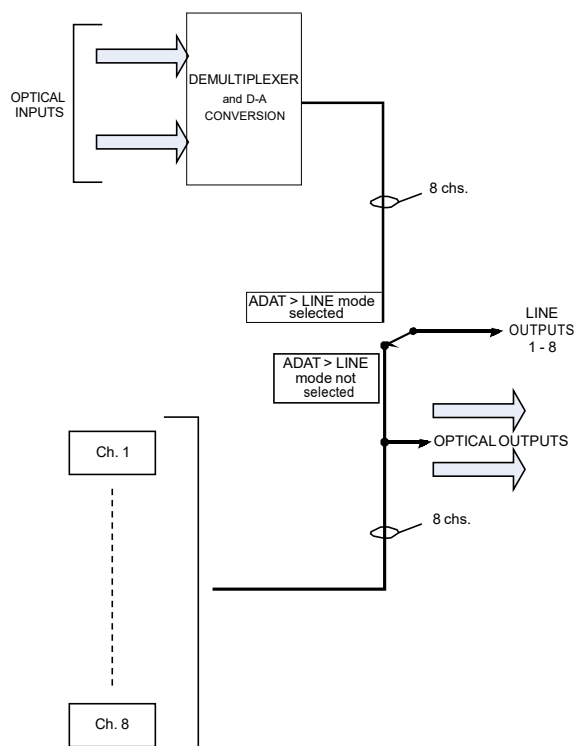 OPTICAL
INPUTS
DEMULTIPLEXER
and D-A
CONVERSION
8 chs.
ADAT > LINE mode
selected
LINE
OUTPUTS
1 - 8
ADAT > LINE
mode not
selected
OPTICAL OUTPUTS
Ch. 1
8 chs.
Ch. 8